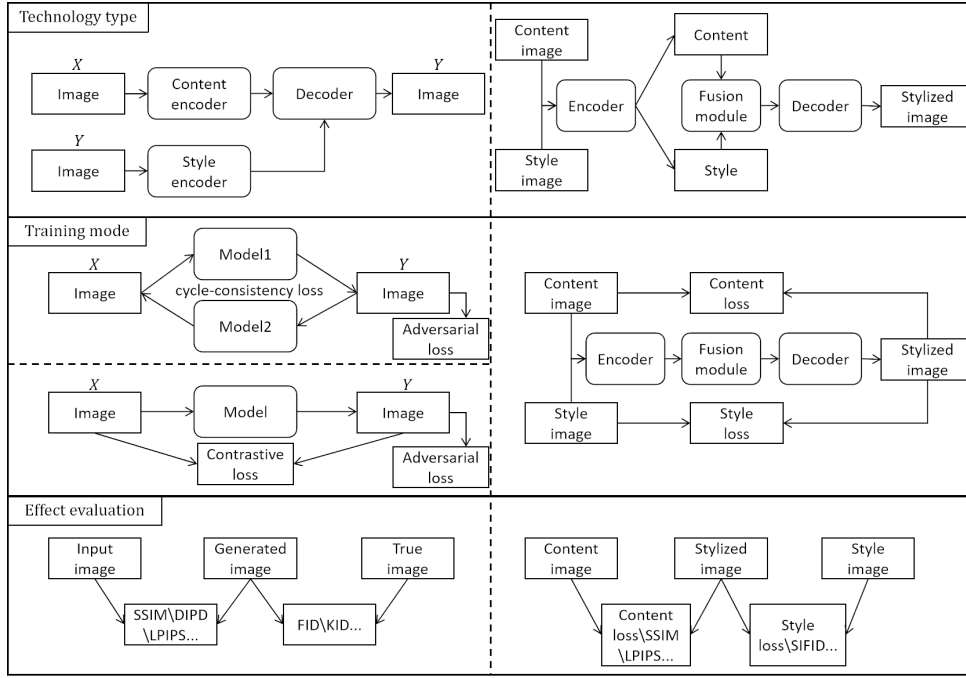 Technology type
X
Image
Content
encoder
Decoder
Y
Image
Y
Image
Style
encoder
Content
image
Style
image
Encoder
Content
Style
Fusion
module
Decoder
Stylized
image
Training mode
X
Image
Model1
cycle-consistency loss
Model2
Y
Image
Adversarial
loss
X
Image
Model
Y
Image
Contrastive
loss
Adversarial
loss
Content
image
Content
loss
Encoder
Fusion
module
Decoder
Stylized
image
Style
image
Style
loss
Effect evaluation
Input
image
Generated
image
True
image
SSIM\DIPD
\LPIPS...
FID\KID...
Content
image
Stylized
image
Style
image
Content
loss\SSIM
\LPIPS...
Style
loss\SIFID...